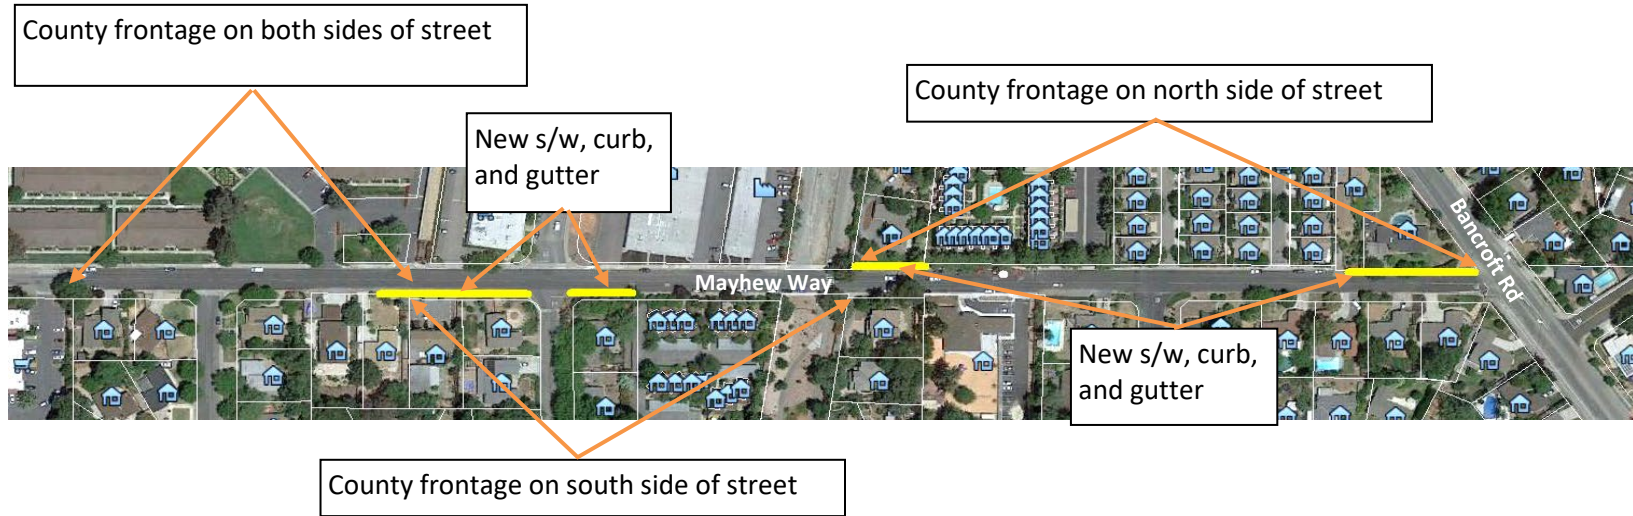 County frontage on both sides of street
County frontage on north side of street
New s/w, curb,
and gutter
Mayhew Way
Bancroft Rd
New s/w, curb,
and gutter
County frontage on south side of street